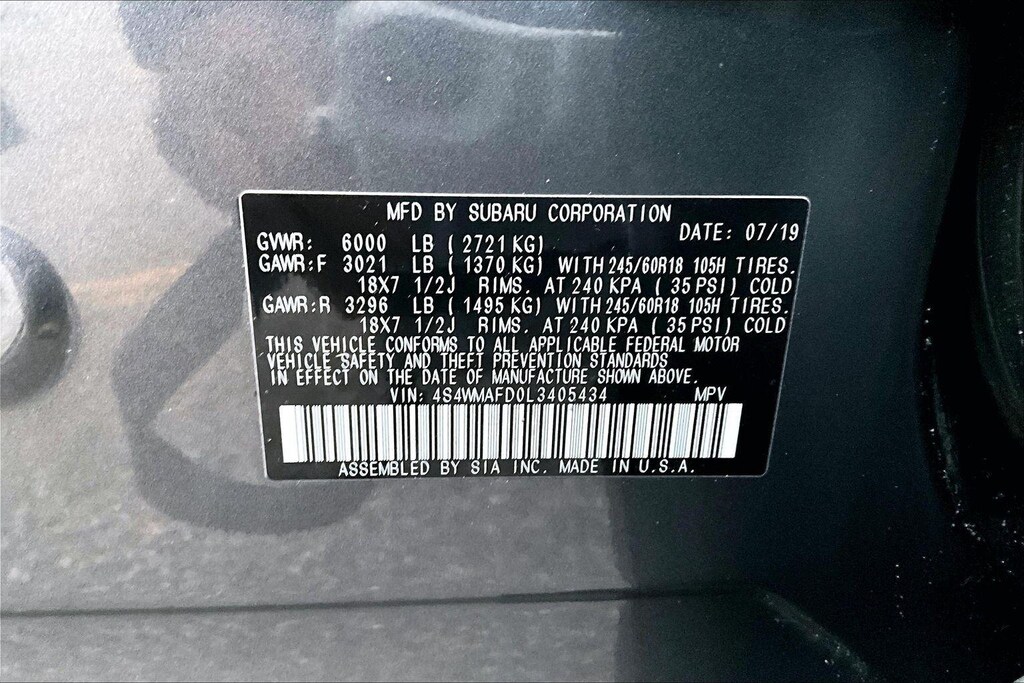 MFD BY SUBARU CORPORATION
DATE: 07/19
GVWR: 6000 LB (2721 KG)
GAWR:F 3021 LB (1370 KG) WITH 245/60R18 105H TIRES.
18X7 1/2J RIMS. AT 240 KPA (35 PSI) COLD
GAWR:R 3296 LB (1495 KG) WITH 245/60R18 105H TIRES.
18X7 1/2J RIMS. AT 240 KPA (35 PSI) COLD
THIS VEHICLE CONFORMS TO ALL APPLICABLE FEDERAL MOTOR
VEHICLE SAFETY AND THEFT PREVENTION STANDARDS
IN EFFECT ON THE DATE OF MANUFACTURE SHOWN ABOVE.
VIN: 4S4WMAFD0L3405434 MPV
ASSEMBLED BY SIA INC. MADE IN U.S.A.